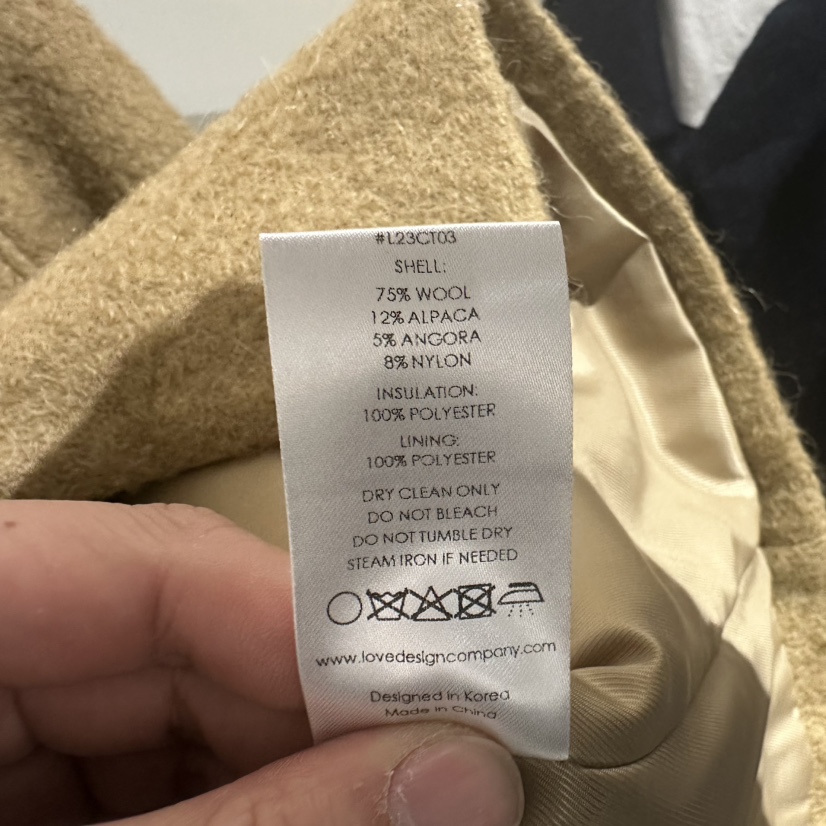 #L23CT03
SHELL:
75% WOOL
12% ALPACA
5% ANGORA
8% NYLON
INSULATION:
100% POLYESTER
LINING:
100% POLYESTER
DRY CLEAN ONLY
DO NOT BLEACH
DO NOT TUMBLE DRY
STEAM IRON IF NEEDED
www.lovedesigncompany.com
Designed in Korea
Made in China